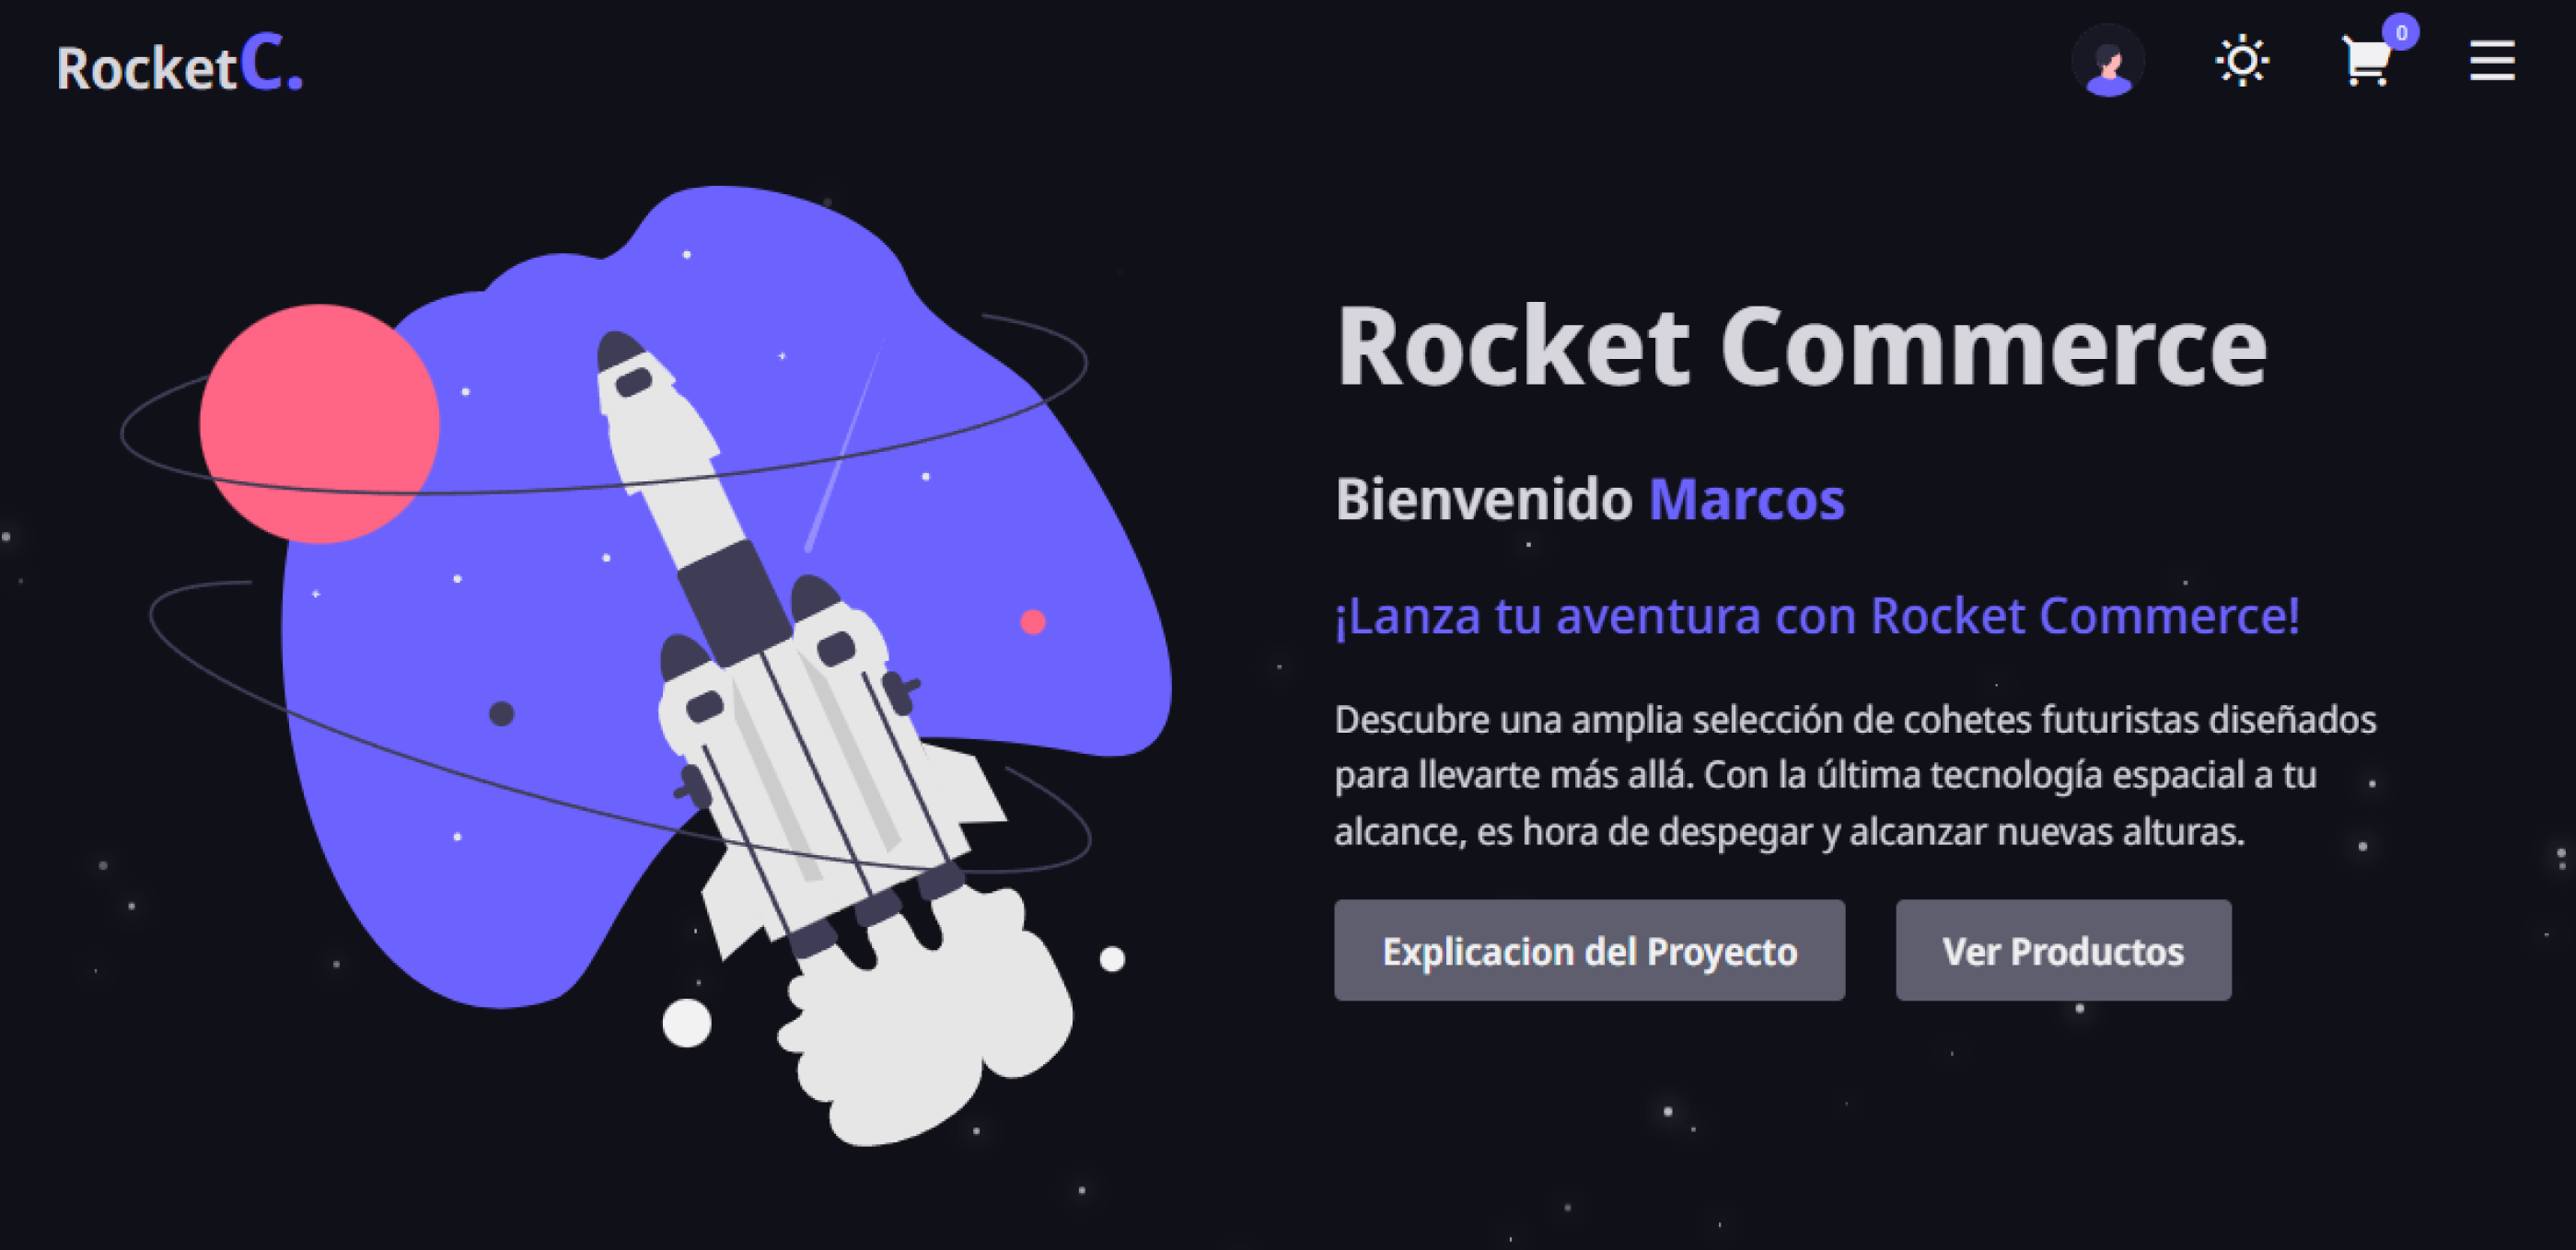 RocketC.
0
Rocket Commerce
Bienvenido Marcos
¡Lanza tu aventura con Rocket Commerce!
Descubre una amplia selección de cohetes futuristas diseñados
para llevarte más allá. Con la última tecnología espacial a tu
alcance, es hora de despegar y alcanzar nuevas alturas.
Explicacion del Proyecto
Ver Productos